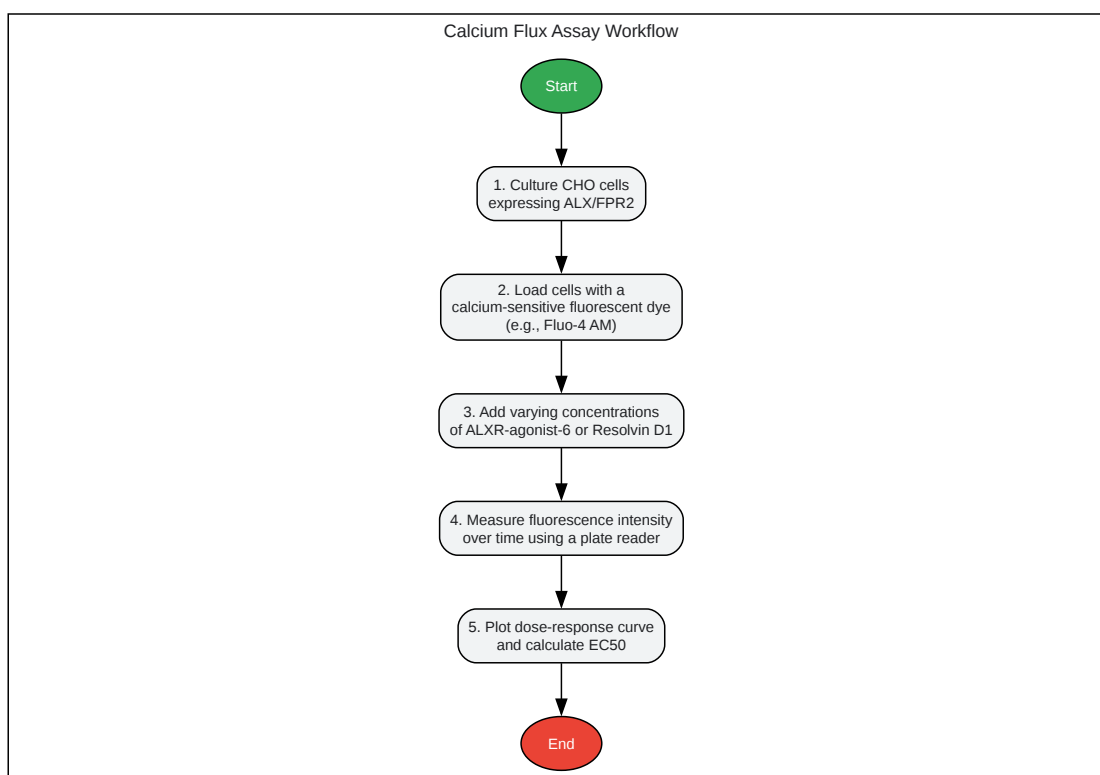 Calcium Flux Assay Workflow
Start
1. Culture CHO cells
expressing ALX/FPR2
2. Load cells with a
calcium-sensitive fluorescent dye
(e.g., Fluo-4 AM)
3. Add varying concentrations
of ALXR-agonist-6 or Resolvin D1
4. Measure fluorescence intensity
over time using a plate reader
5. Plot dose-response curve
and calculate EC50
End